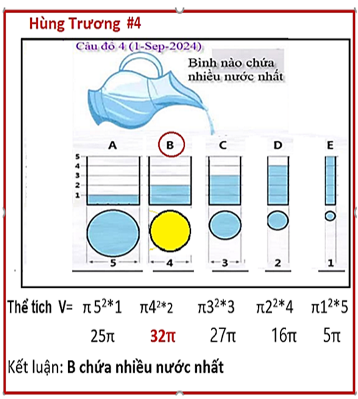 Hùng Trương #4
Câu đố 4 (1-Sep-2024)
Bình nào chứa
nhiều nước nhất
A B C D E
5
4
3
2
1
5 4 3 2 1
Thể tích V= π 5²*1 π4²*2 π3²*3 π2²*4 π1²*5
25π 32π 27π 16π 5π
Kết luận: B chứa nhiều nước nhất